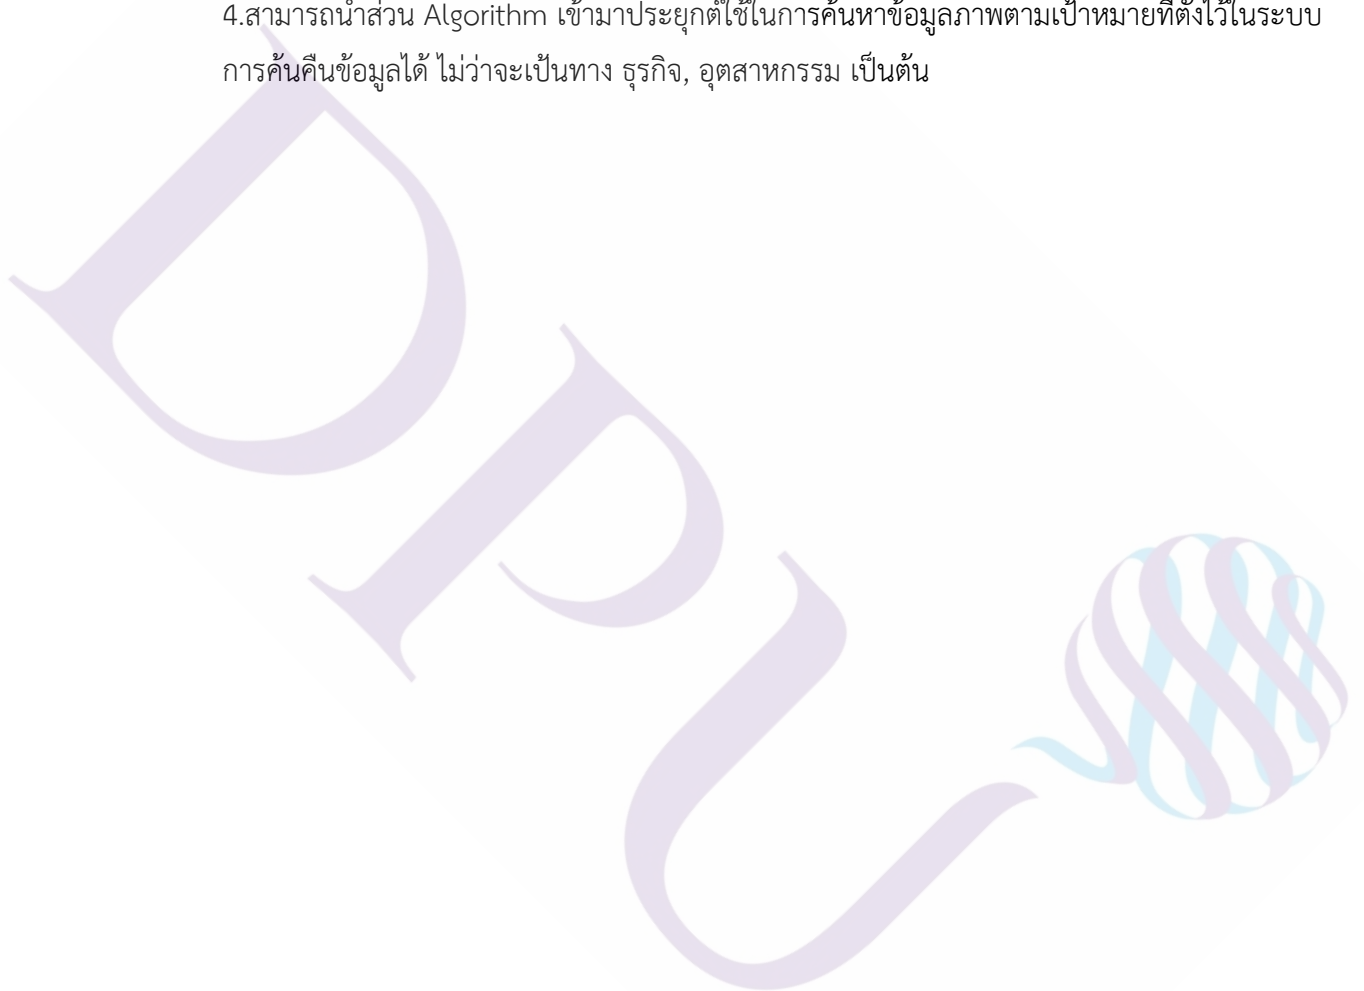 4.สามารถนำส่วน Algorithm เข้ามาประยุกต์ใช้ในการค้นหาข้อมูลภาพตามเป้าหมายที่ตั้งไว้ในระบบ
การค้นคืนข้อมูลได้ ไม่ว่าจะเป็นทาง ธุรกิจ, อุตสาหกรรม เป็นต้น
DPU